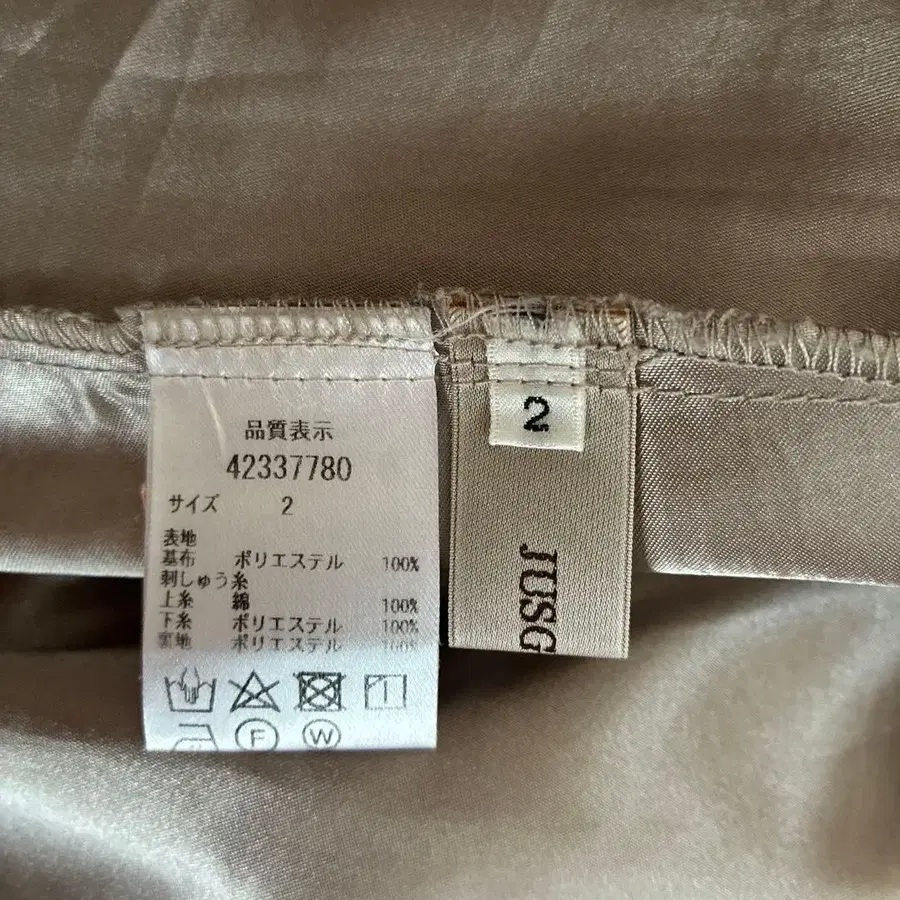 品質表示
42337780
サイズ 2
表地
基布 ポリエステル 100%
刺しゅう糸
上糸 綿 100%
下糸 ポリエステル 100%
裏地 ポリエステル 100%
F W
2
JUSG